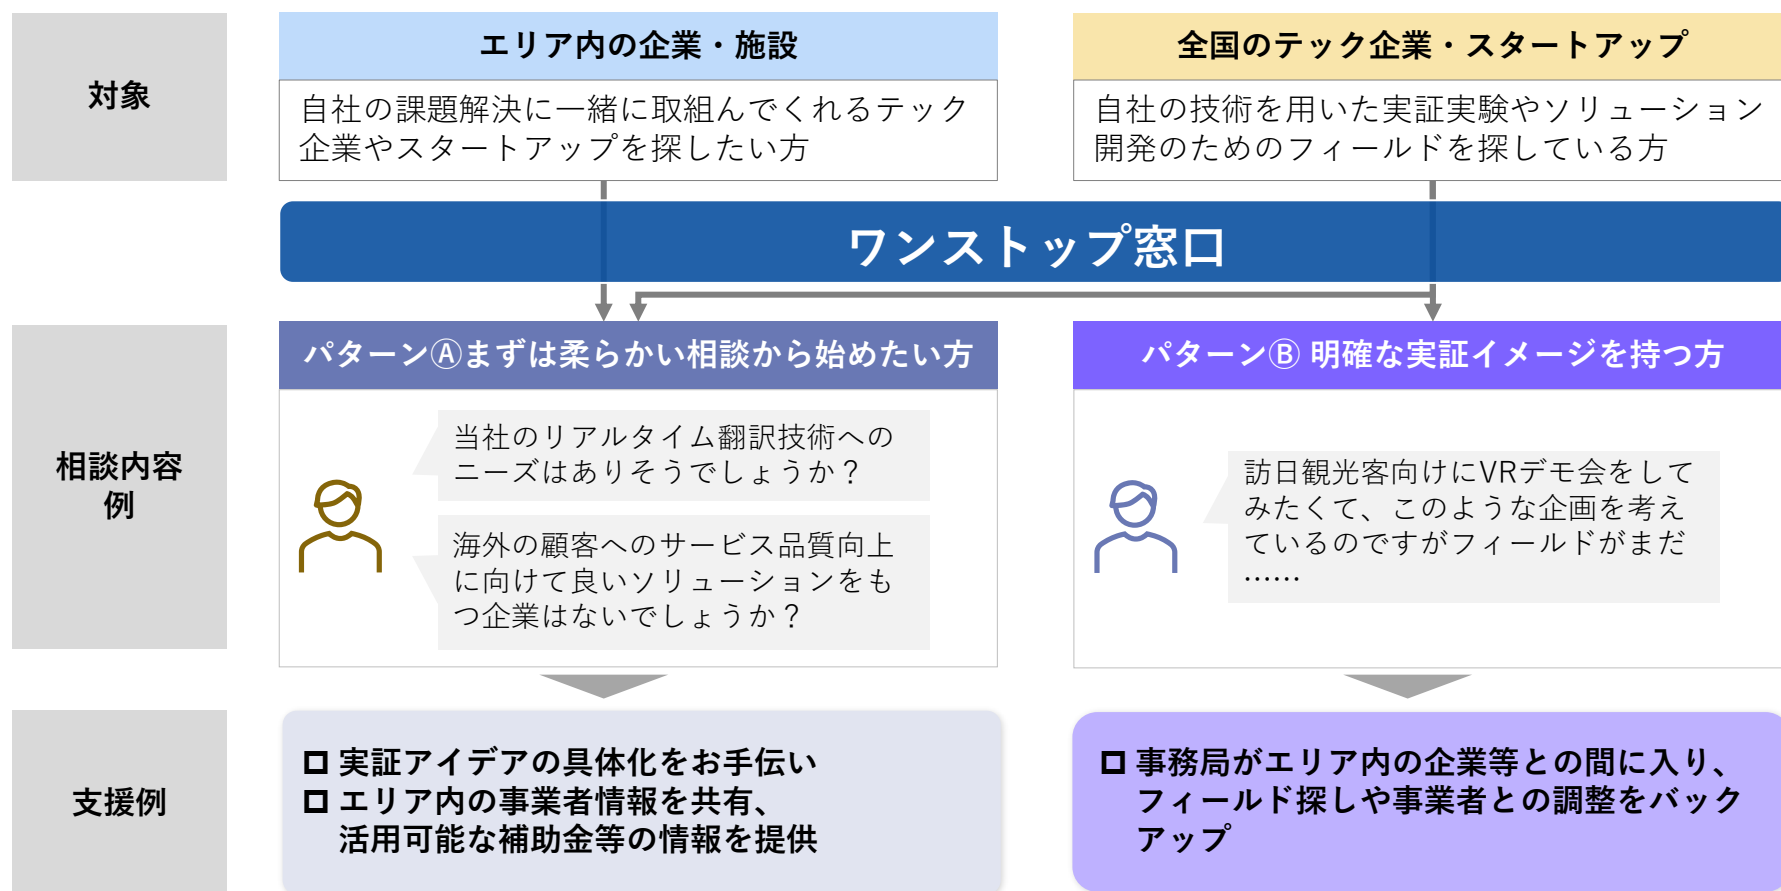 対象
エリア内の企業・施設
自社の課題解決に一緒に取組んでくれるテック
企業やスタートアップを探したい方
全国のテック企業・スタートアップ
自社の技術を用いた実証実験やソリューション
開発のためのフィールドを探している方
ワンストップ窓口
相談内容
例
パターンⒶまずは柔らかい相談から始めたい方
当社のリアルタイム翻訳技術への
ニーズはありそうでしょうか？
海外の顧客へのサービス品質向上
に向けて良いソリューションをも
つ企業はないでしょうか？
パターンⒷ 明確な実証イメージを持つ方
訪日観光客向けにVRデモ会をして
みたくて、このような企画を考え
ているのですがフィールドがまだ
……
支援例
実証アイデアの具体化をお手伝い
エリア内の事業者情報を共有、
活用可能な補助金等の情報を提供
事務局がエリア内の企業等との間に入り、
フィールド探しや事業者との調整をバック
アップ